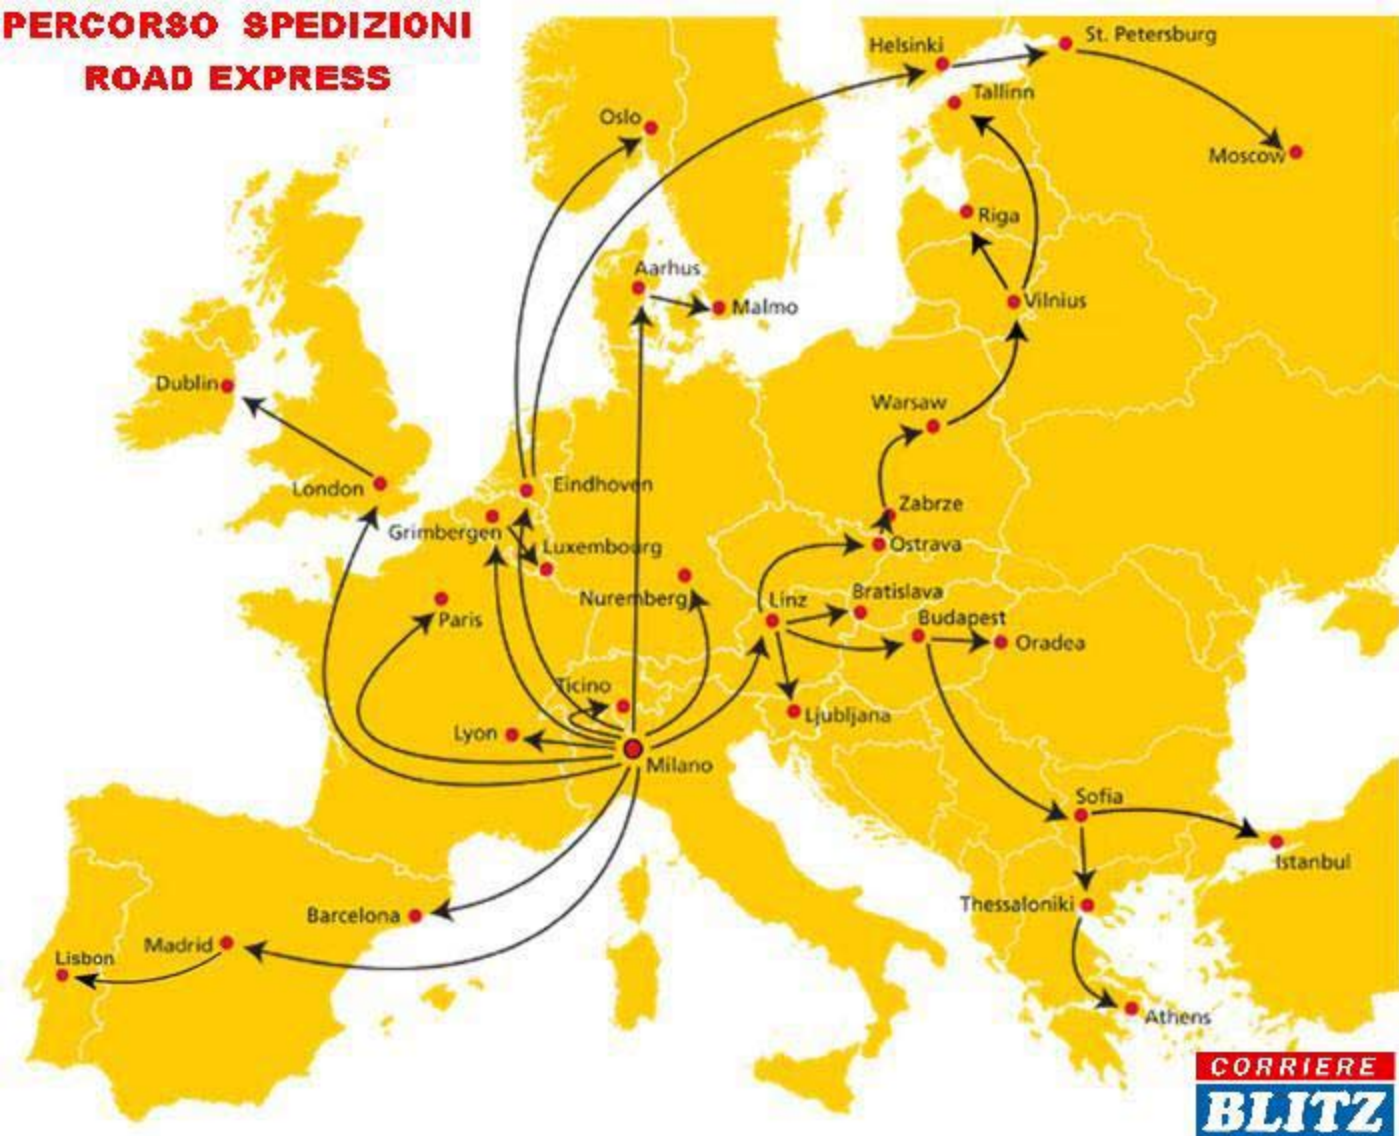 PERCORSO SPEDIZIONI
ROAD EXPRESS
St. Petersburg
Helsinki
Tallinn
Oslo
Moscow
Riga
Aarhus
Vilnius
Malmo
Dublin
Warsaw
Eindhoven
London
Zabrze
Grimbergen
Ostrava
Luxembourg
Bratislava
Nuremberg
Linz
Paris
Budapest
Oradea
Ticino
Ljubljana
Lyon
Milano
Sofia
Istanbul
Thessaloniki
Barcelona
Madrid
Lisbon
Athens
CORRIERE
BLITZ